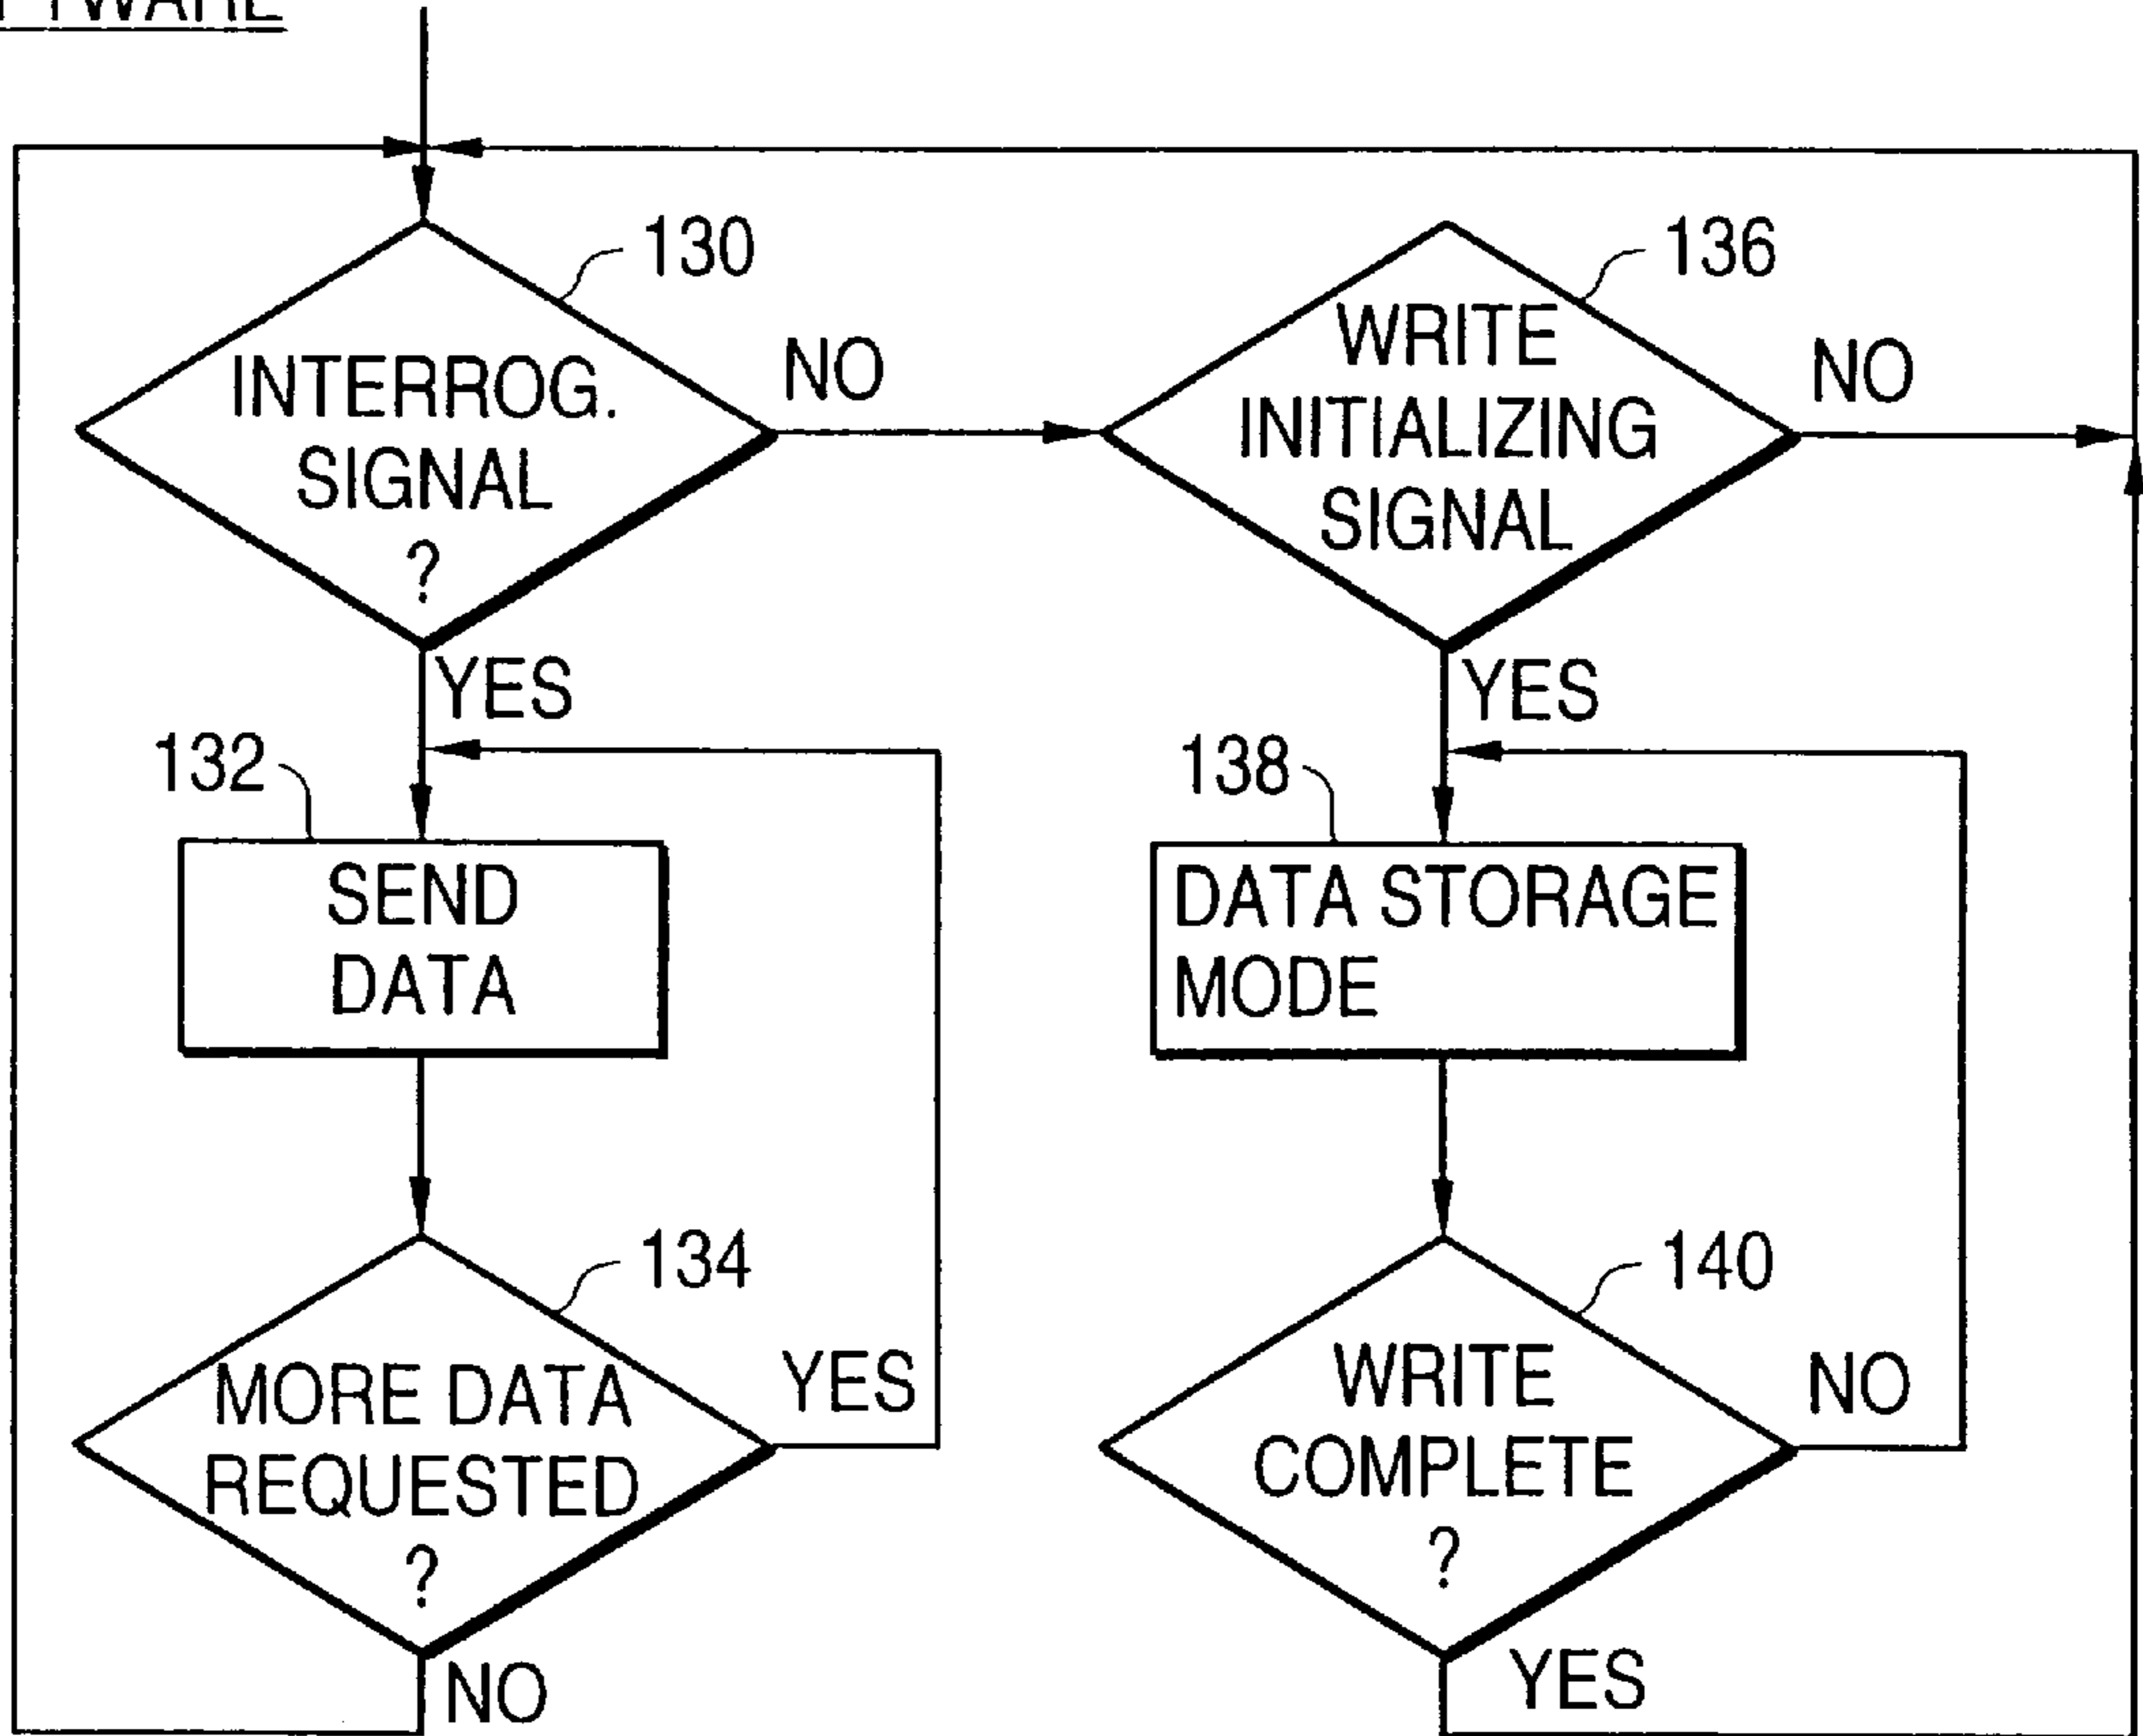 130
INTERROG.
SIGNAL
?
NO
YES
136
WRITE
INITIALIZING
SIGNAL
NO
YES
132
SEND
DATA
138
DATA STORAGE
MODE
134
MORE DATA
REQUESTED
?
YES
NO
140
WRITE
COMPLETE
?
NO
YES